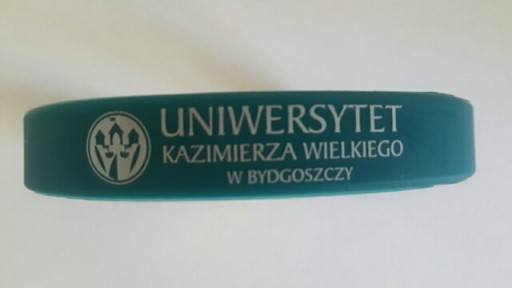 UNIWERSYTET
KAZIMIERZA WIELKIEGO
W BYDGOSZCZY